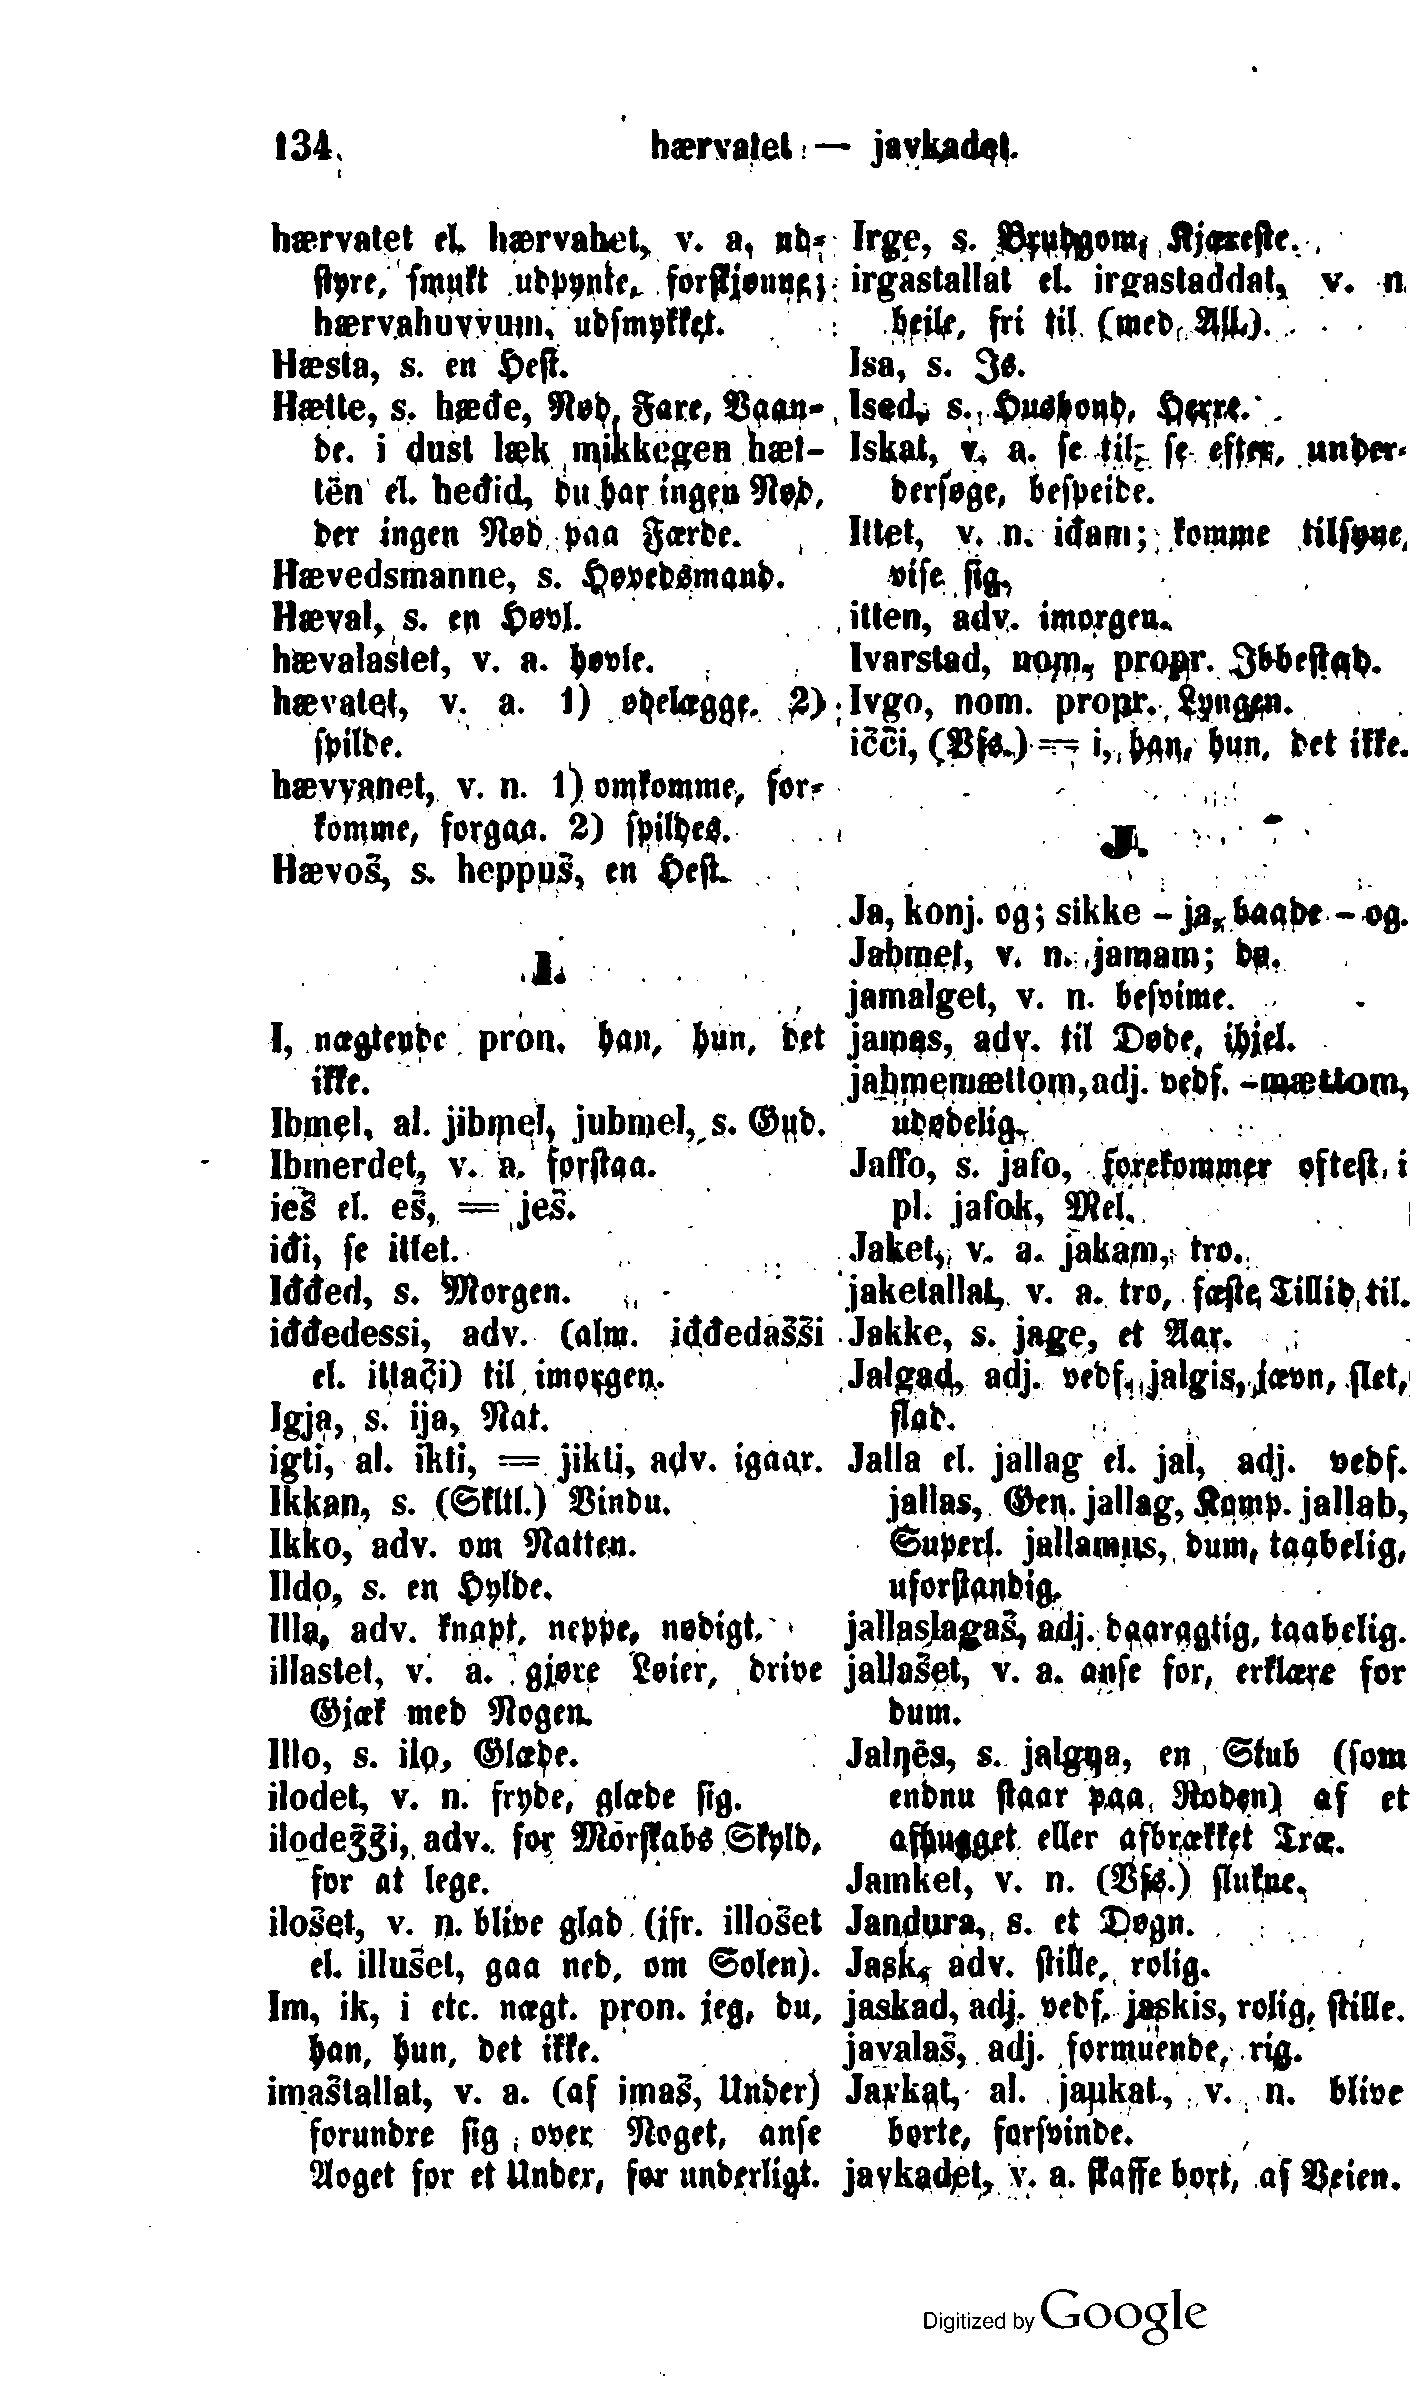 134
hærvatet — javkadet.
hærvatet el. hærvahet, v. a, ud-
styre, smukt udpynte, forskjønne;
hærvahuvvum, udsmykket.
Hæsta, s. en Hest.
Hætte, s. hæđe, Nød, Fare, Vaan-
de. i dust læk mikkegen hæt-
tën el. heđid, du har ingen Nød,
der ingen Nød paa Færde.
Hævedsmanne, s. Høvedsmand.
Hæval, s. en Høvl.
hævalastet, v. a. høvle.
hævatet, v. a. 1) ødelægge. 2)
spilde.
hævvanet, v. n. 1) omkomme, for-
komme, forgaa. 2) spildes.
Hævoš, s. heppuš, en Hest.
I.
I, nægtende pron. han, hun, det
ikke.
Ibmel, al. jibmel, jubmel, s. Gud.
Ibmerdet, v. a. forstaa.
ieš el. eš, = ješ.
iđi, se ittet.
Iđđed, s. Morgen.
iđđedessi, adv. (alm. iđđedašši
el. ittači) til imorgen.
Igja, s. ija, Nat.
igti, al. ikti, = jikti, adv. igaar.
Ikkan, s. (Skltl.) Vindu.
Ikko, adv. om Natten.
Ildo, s. en Hylde.
Illa, adv. knapt, neppe, nødigt.
illastet, v. a. gjøre Løier, drive
Gjæk med Nogen.
Illo, s. ilo, Glæde.
ilodet, v. n. fryde, glæde sig.
ilodeǯǯi, adv. for Morskabs Skyld,
for at lege.
ilošet, v. n. blive glad (jfr. illošet
el. illušet, gaa ned, om Solen).
Im, ik, i etc. nægt. pron. jeg, du,
han, hun, det ikke.
imaštallat, v. a. (af imaš, Under)
forundre sig over Noget, anse
Noget for et Under, for underligt.
Irge, s. Brudgom, Kjæreste.
irgastallat el. irgastaddat, v. n.
beile, fri til (med All.).
Isa, s. Is.
Ised, s. Husbond, Herre.
Iskat, v. a. se til, se efter, under-
dersøge, bespeide.
Ittet, v. n. iđam; komme tilsyne,
vise sig.
itten, adv. imorgen.
Ivarstad, nom. propr. Ibbestad.
Ivgo, nom. propr. Lyngen.
ičči, (Vfs.) = i, han, hun, det ikke.
J.
Ja, konj. og; sikke – ja, baade – og.
Jabmet, v. n. jamam; dø.
jamalget, v. n. besvime.
jamas, adv. til Døde, ihjel.
jabmemættom, adj. vedf. -mættom,
udødelig.
Jaffo, s. jafo, forekommer oftest i
pl. jafok, Mel.
Jaket, v. a. jakam, tro.
jaketallat, v. a. tro, fæste Tillid til.
Jakke, s. jage, et Aar.
Jalgad, adj. vedf. jalgis, jævn, slet,
flad.
Jalla el. jallag el. jal, adj. vedf.
jallas, Gen. jallag, Komp. jallab,
Superl. jallamus, dum, taabelig,
uforstandig.
jallaslagaš, adj. daaragtig, taabelig.
jallašet, v. a. anse for, erklære for
dum.
Jalŋës, s. jalgŋa, en Stub (som
endnu staar paa Roden) af et
afhugget eller afbrækket Træ.
Jamket, v. n. (Vfs.) slukne.
Jandura, s. et Døgn.
Jask, adv. stille, rolig.
jaskad, adj. vedf. jaskis, rolig, stille.
javalaš, adj. formuende, rig.
Javkat, al. jaukat, v. n. blive
borte, forsvinde.
javkadet, v. a. skaffe bort, af Veien.
Digitized by Google